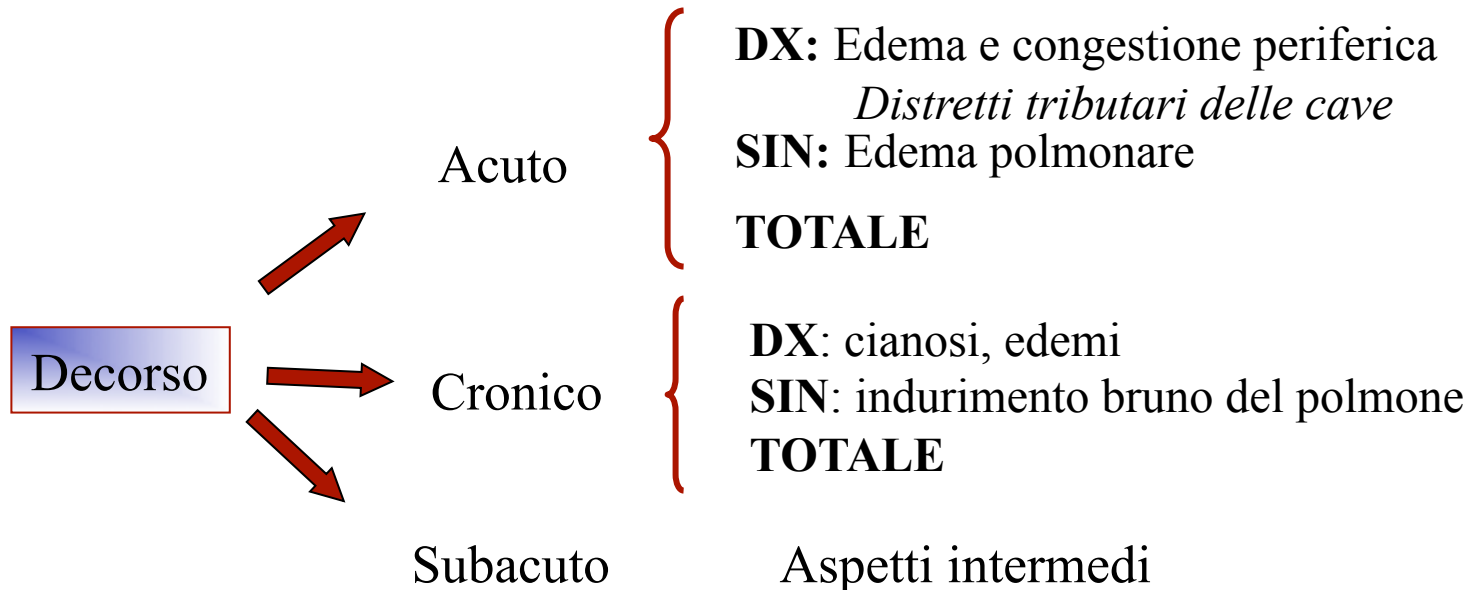 Decorso
Acuto
DX: Edema e congestione periferica
Distretti tributari delle cave
SIN: Edema polmonare
TOTALE
Cronico
DX: cianosi, edemi
SIN: indurimento bruno del polmone
TOTALE
Subacuto
Aspetti intermedi